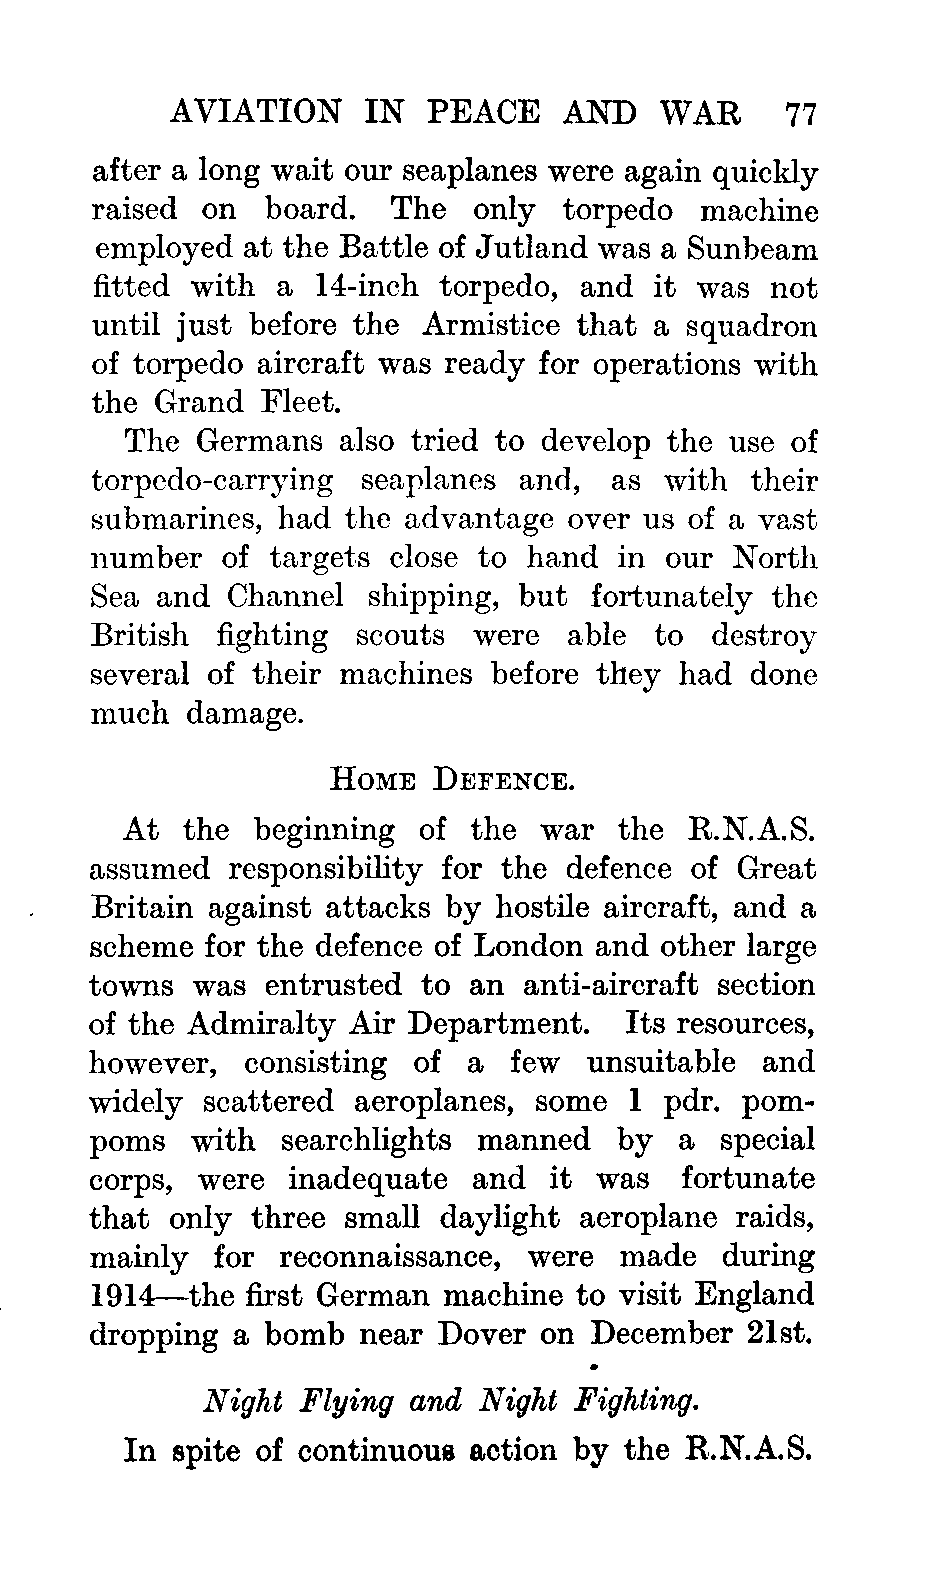 AVIATION IN PEACE AND WAR 77
after a long wait our seaplanes were again quickly
raised on board. The only torpedo machine
employed at the Battle of Jutland was a Sunbeam
fitted with a 14-inch torpedo, and it was not
until just before the Armistice that a squadron
of torpedo aircraft was ready for operations with
the Grand Fleet.
The Germans also tried to develop the use of
torpedo-carrying seaplanes and, as with their
submarines, had the advantage over us of a vast
number of targets close to hand in our North
Sea and Channel shipping, but fortunately the
British fighting scouts were able to destroy
several of their machines before they had done
much damage.
HOME DEFENCE.
At the beginning of the war the R.N.A.S.
assumed responsibility for the defence of Great
Britain against attacks by hostile aircraft, and a
scheme for the defence of London and other large
towns was entrusted to an anti-aircraft section
of the Admiralty Air Department. Its resources,
however, consisting of a few unsuitable and
widely scattered aeroplanes, some 1 pdr. pom-
poms with searchlights manned by a special
corps, were inadequate and it was fortunate
that only three small daylight aeroplane raids,
mainly for reconnaissance, were made during
1914—the first German machine to visit England
dropping a bomb near Dover on December 21st.
Night Flying and Night Fighting.
In spite of continuous action by the R.N.A.S.